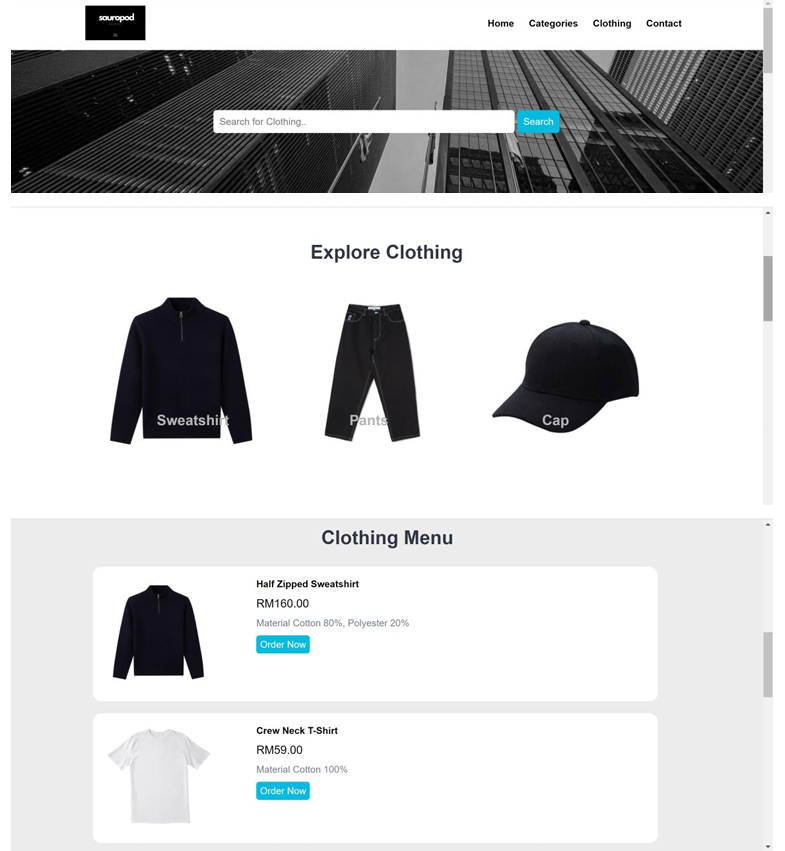 sauropod
Home Categories Clothing Contact
Search for Clothing.. Search
Explore Clothing
Sweatshirt Pants Cap
Clothing Menu
Half Zipped Sweatshirt
RM160.00
Material Cotton 80%, Polyester 20%
Order Now
Crew Neck T-Shirt
RM59.00
Material Cotton 100%
Order Now